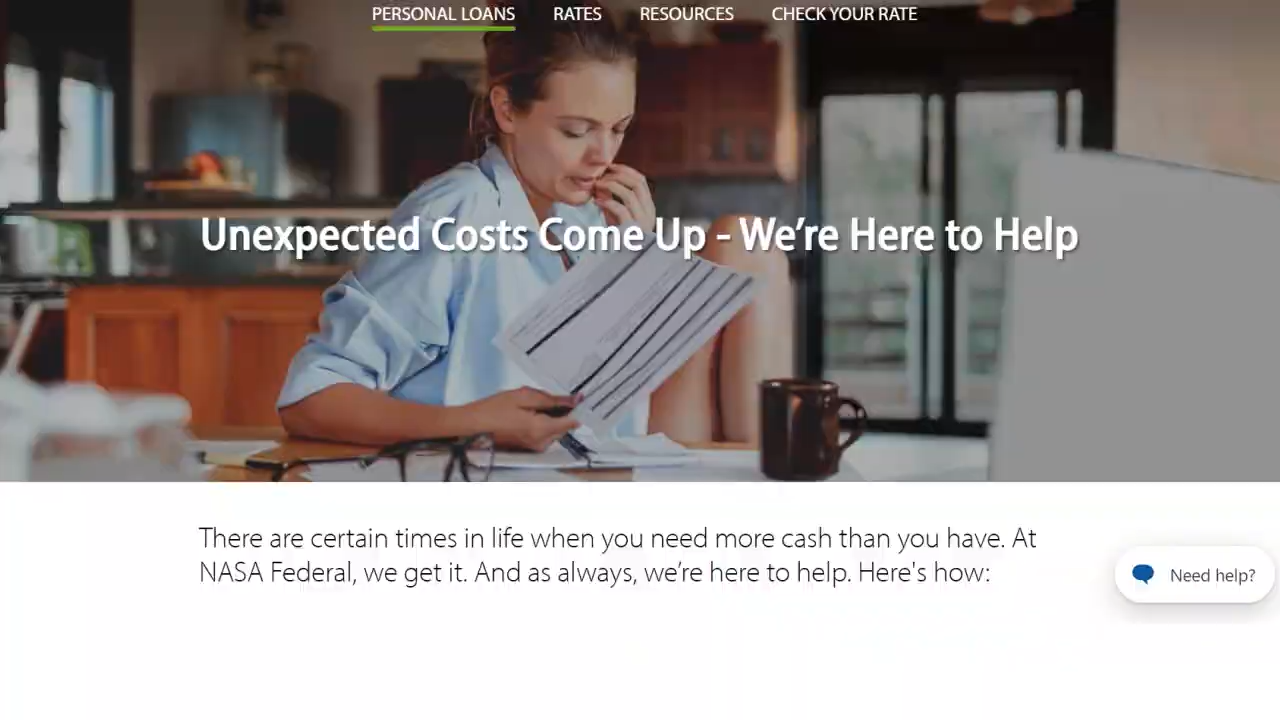 PERSONAL LOANS RATES RESOURCES CHECK YOUR RATE
Unexpected Costs Come Up - We’re Here to Help
There are certain times in life when you need more cash than you have. At
NASA Federal, we get it. And as always, we’re here to help. Here's how:
Need help?